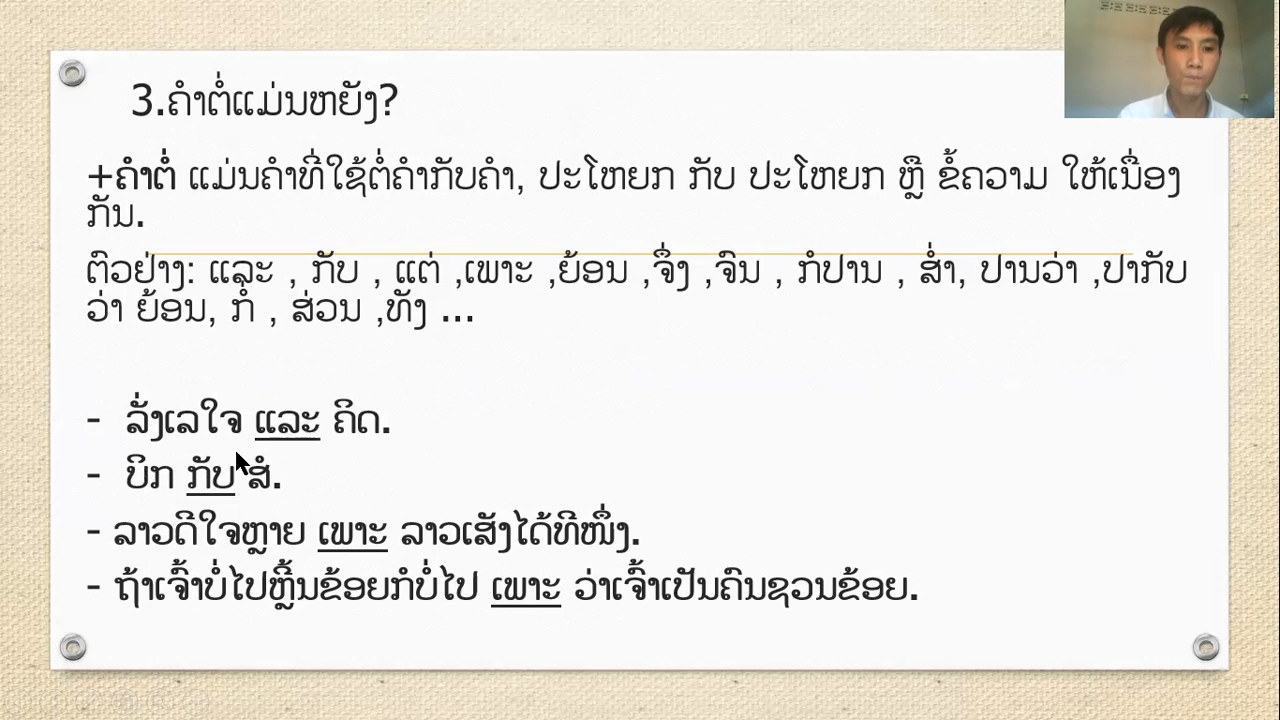 3.ຄຳຕໍ່ແມ່ນຫຍັງ?
+ຄຳຕໍ່ ແມ່ນຄຳທີ່ໃຊ້ຕໍ່ຄຳກັບຄຳ, ປະໂຫຍກ ກັບ ປະໂຫຍກ ຫຼື ຂໍ້ຄວາມ ໃຫ້ເນື່ອງ
ກັນ.
ຕົວຢ່າງ: ແລະ , ກັບ , ແຕ່ ,ເພາະ ,ຍ້ອນ ,ຈຶ່ງ ,ຈົນ , ກໍປານ , ສ່ຳ, ປານວ່າ ,ປາກັບ
ວ່າ ຍ້ອນ, ກໍ່ , ສ່ວນ ,ທັງ ...
- ລັ່ງເລໃຈ ແລະ ຄິດ.
- ບິກ ກັບ ສໍ.
- ລາວດີໃຈຫຼາຍ ເພາະ ລາວເສັງໄດ້ທີໜຶ່ງ.
- ຖ້າເຈົ້າບໍ່ໄປຫຼິ້ນຂ້ອຍກໍບໍ່ໄປ ເພາະ ວ່າເຈົ້າເປັນຄົນຊວນຂ້ອຍ.